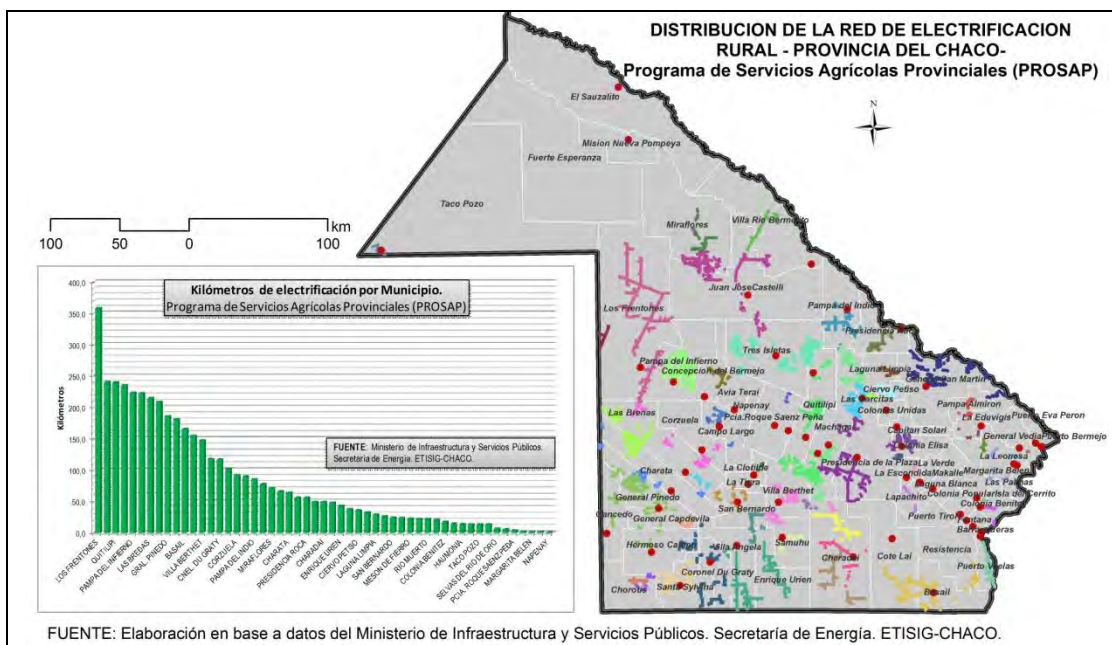 DISTRIBUCION DE LA RED DE ELECTRIFICACION
RURAL - PROVINCIA DEL CHACO-
Programa de Servicios Agrícolas Provinciales (PROSAP)
N
El Sauzalito
Mision Nueva Pompeya
Fuerte Esperanza
Taco Pozo
100 50 0 100
km
Miraflores
Villa Rio Bermejito
Juan JoseCastelli
Los Frentones
Pampa del Indio
Presidencia
Tres Isletas
Pampa del Infierno
Concepcion del Bermejo
Laguna Limpia
General San Martin
Ciervo Petiso
Avia Terai
Las Garcitas
Pampa Almiron
Napenay
Quitilipi
Colonias Unidas
La Eduvigis
Puerto Eva Peron
Las Breñas
Corzuela
Pcia.Roque Saenz Peña
Campo Largo
Machagai
Capitan Solari
Colonia Elisa
General Vedia
Puerto Bermejo
La Leonesa
Charata
La Clotilde
Presidencia de la Plaza
La Verde
Margarita Belen
La Escondida
Makalle
Las Palmas
La Tigra
Laguna Blanca
General Pinedo
Villa Berthet
Lapachito
Colonia Popular
Isla del Cerrito
Colonia Benitez
Gancedo
General Capdevila
San Bernardo
Puerto Tirol
Fontana
Barranqueras
Hermoso Campo
Villa Angela
Samuhu
Cote Lai
Resistencia
Charadai
Puerto Vilelas
Coronel Du Graty
Enrique Urien
Chorotis
Santa Sylvina
Basail
Kilómetros de electrificación por Municipio.
Programa de Servicios Agrícolas Provinciales (PROSAP)
Kilómetros
400,0
350,0
300,0
250,0
200,0
150,0
100,0
50,0
0,0
FUENTE: Ministerio de Infraestructura y Servicios Públicos.
Secretaría de Energía. ETISIG-CHACO.
LOS FRENTONES
QUITILIPI
PAMPA DEL INFIERNO
LAS BREÑAS
GRAL. PINEDO
BASAIL
VILLA BERTHET
CNEL. DU GRATY
CORZUELA
PAMPA DEL INDIO
MIRAFLORES
CHARATA
PRESIDENCIA ROCA
CHARADAI
ENRIQUE URIEN
CIERVO PETISO
LAGUNA LIMPIA
SAN BERNARDO
MESON DE FIERRO
RIO MUERTO
COLONIA BENITEZ
HAUMONIA
TACO POZO
SELVAS DEL RIO DE ORO
PCIA. ROQUE SAENZ PEÑA
MARGARITA BELEN
NAPENAY
FUENTE: Elaboración en base a datos del Ministerio de Infraestructura y Servicios Públicos. Secretaría de Energía. ETISIG-CHACO.